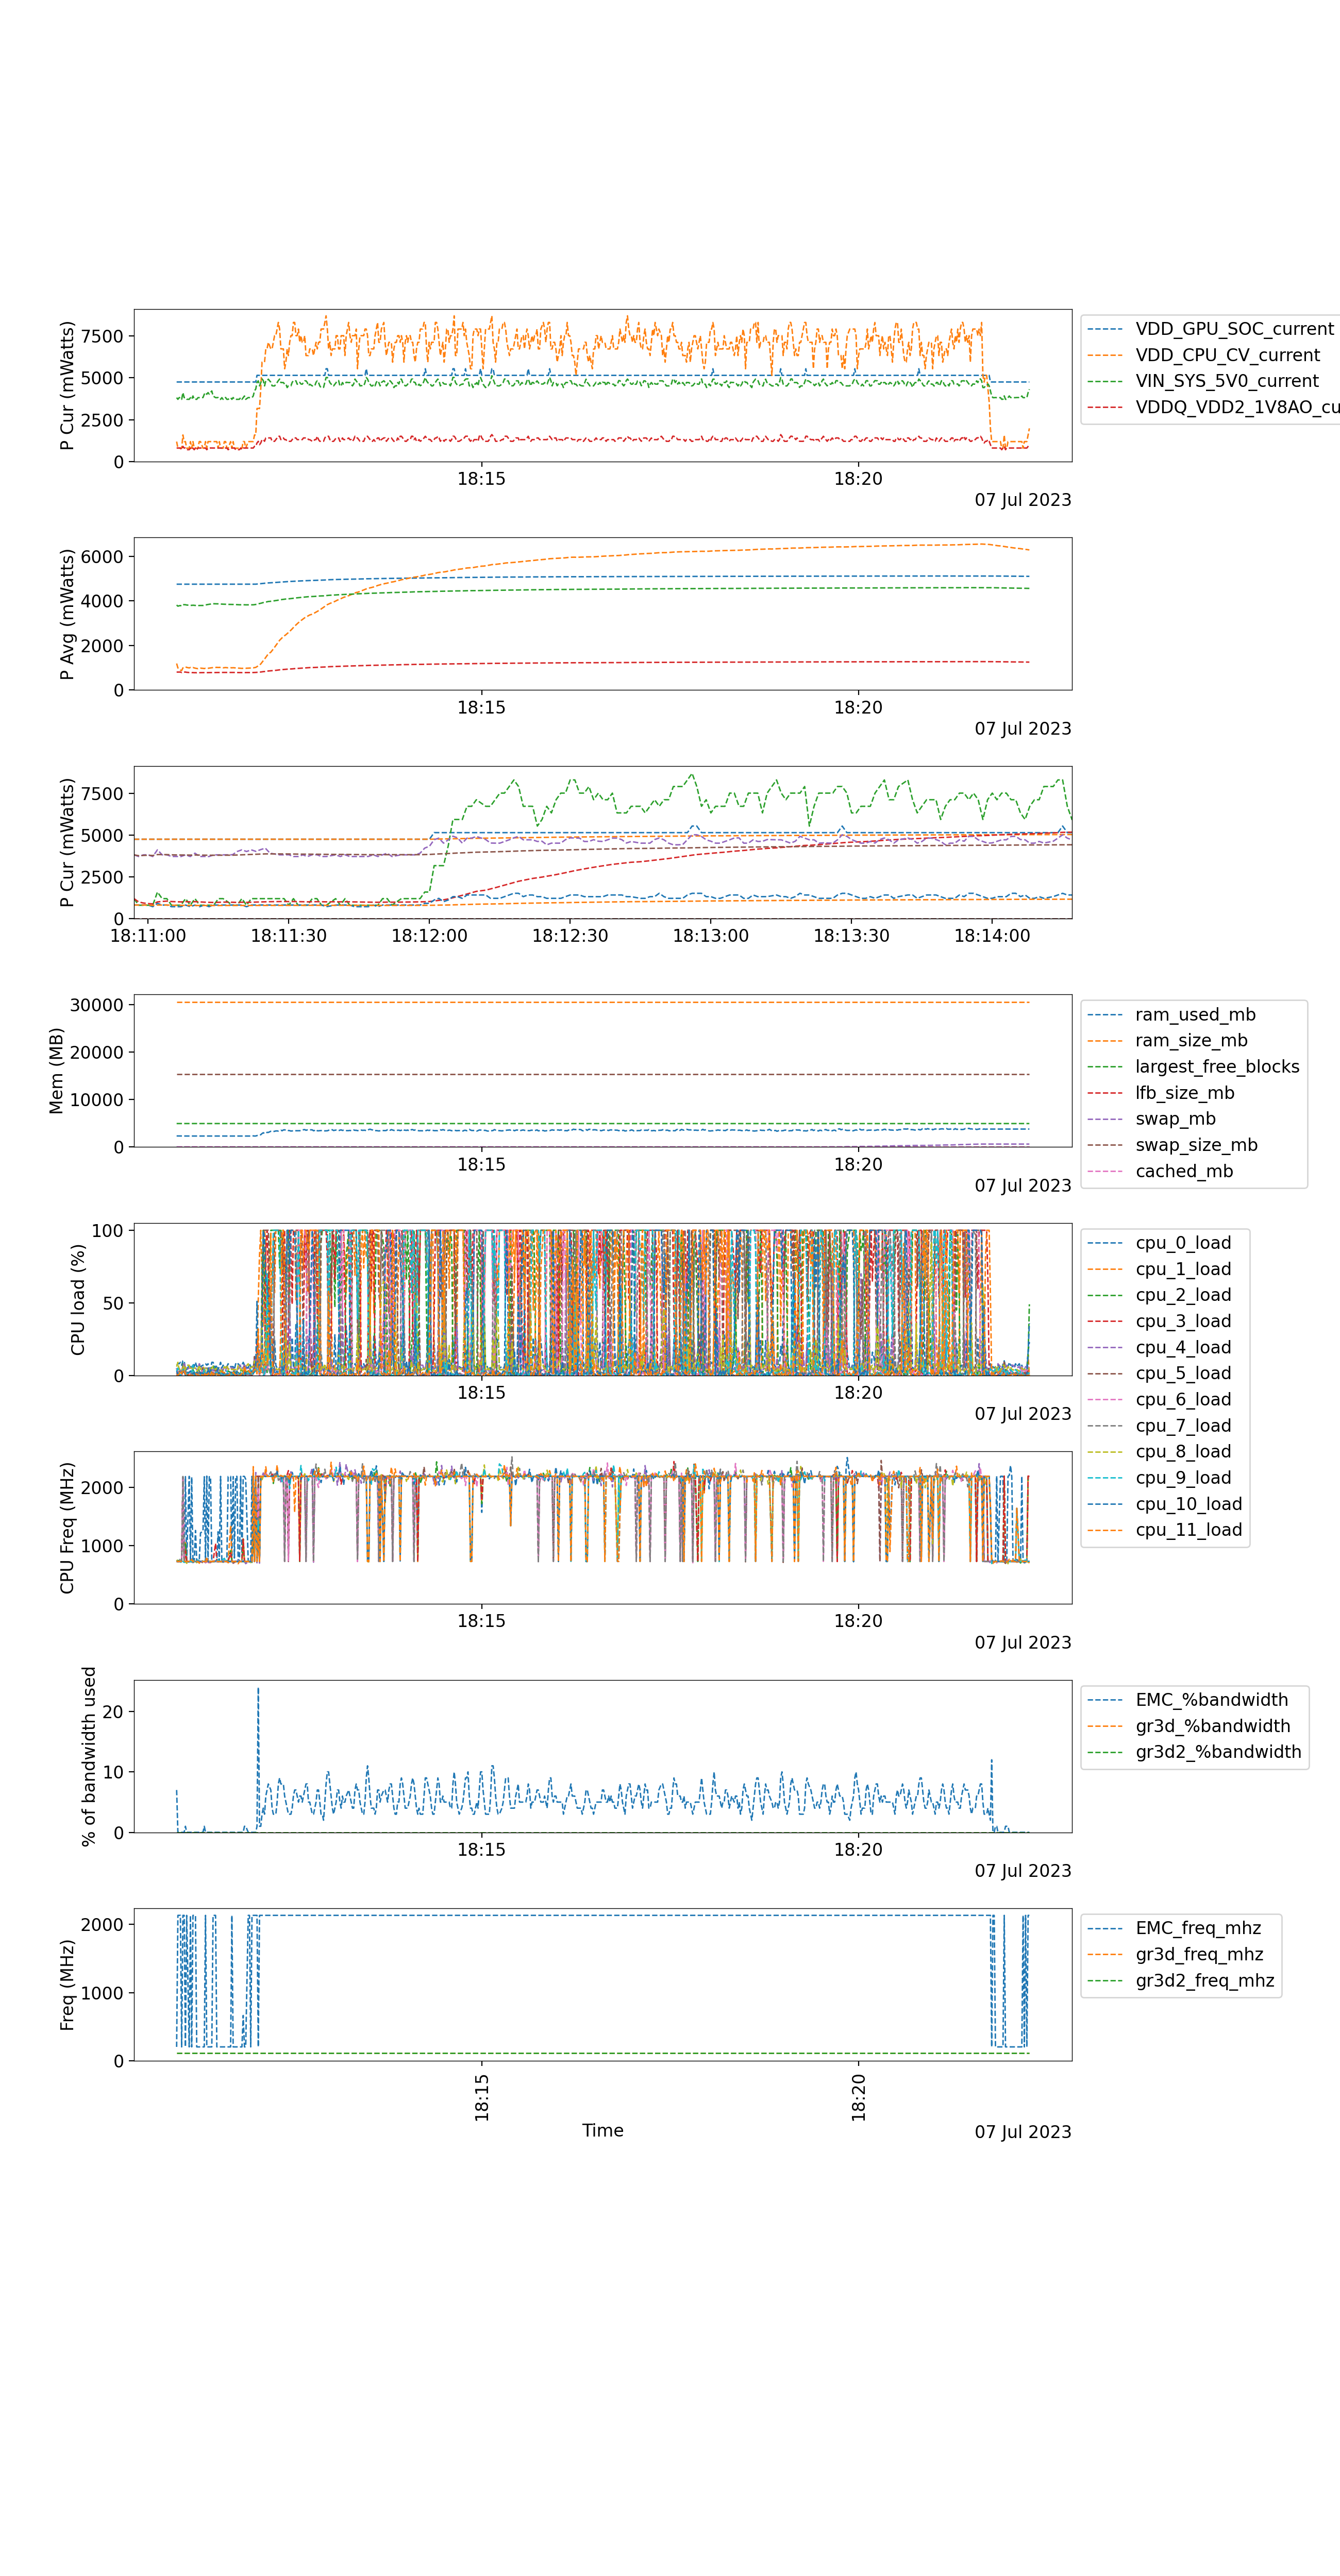 P Cur (mWatts)
7500
5000
2500
0
18:15
18:20
07 Jul 2023
VDD_GPU_SOC_current
VDD_CPU_CV_current
VIN_SYS_5V0_current
VDDQ_VDD2_1V8AO_cu
P Avg (mWatts)
6000
4000
2000
0
18:15
18:20
07 Jul 2023
P Cur (mWatts)
7500
5000
2500
0
18:11:00
18:11:30
18:12:00
18:12:30
18:13:00
18:13:30
18:14:00
Mem (MB)
30000
20000
10000
0
18:15
18:20
07 Jul 2023
ram_used_mb
ram_size_mb
largest_free_blocks
lfb_size_mb
swap_mb
swap_size_mb
cached_mb
CPU load (%)
100
50
0
18:15
18:20
07 Jul 2023
cpu_0_load
cpu_1_load
cpu_2_load
cpu_3_load
cpu_4_load
cpu_5_load
cpu_6_load
cpu_7_load
cpu_8_load
cpu_9_load
cpu_10_load
cpu_11_load
CPU Freq (MHz)
2000
1000
0
18:15
18:20
07 Jul 2023
% of bandwidth used
20
10
0
18:15
18:20
07 Jul 2023
EMC_%bandwidth
gr3d_%bandwidth
gr3d2_%bandwidth
Freq (MHz)
2000
1000
0
18:15
18:20
Time
07 Jul 2023
EMC_freq_mhz
gr3d_freq_mhz
gr3d2_freq_mhz